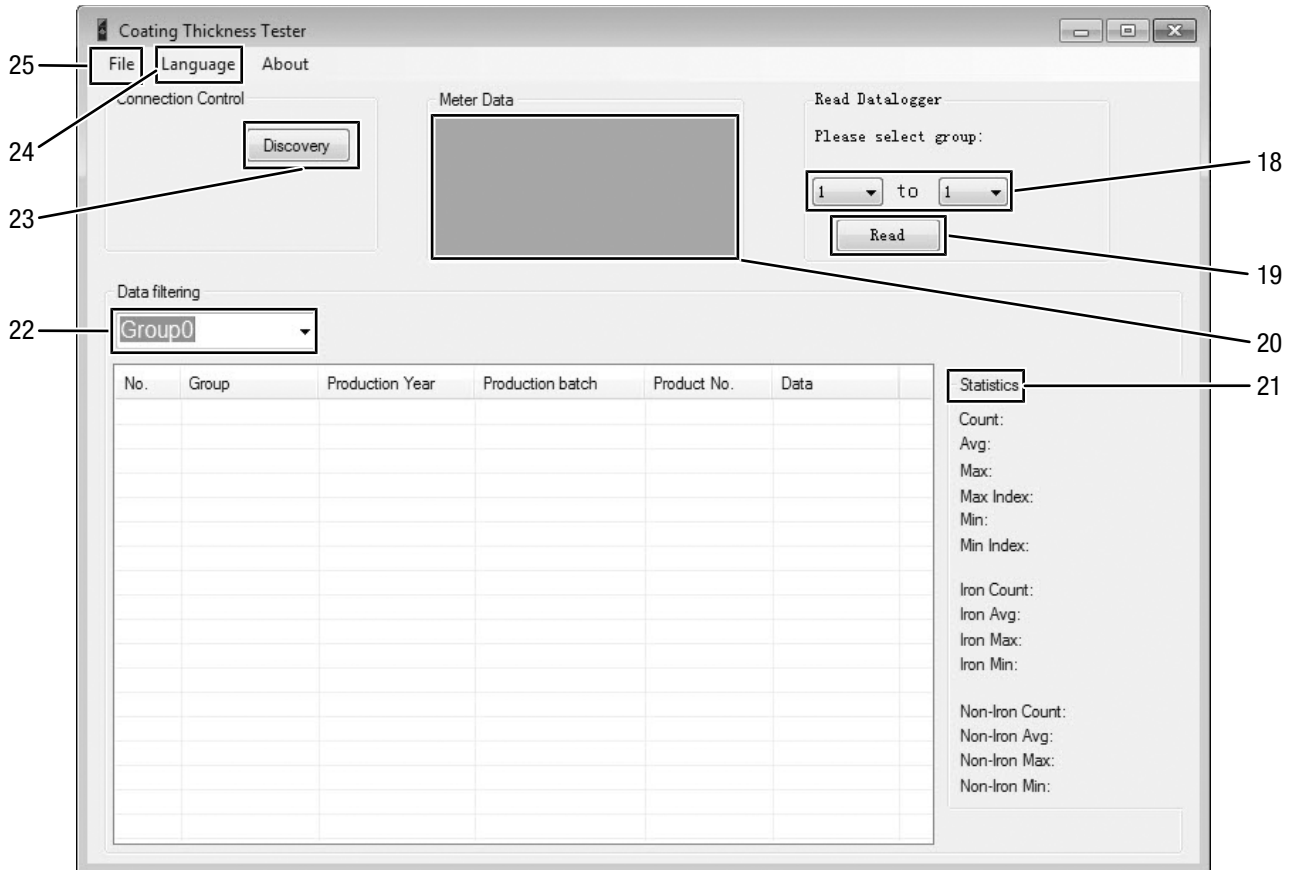 Coating Thickness Tester
25
File Language About
Connection Control
Meter Data
Read Datalogger
24
Discovery
Please select group:
18
1 to 1
23
Read
19
Data filtering
22
Group0
20
No. Group Production Year Production batch Product No. Data
Statistics
21
Count:
Avg:
Max:
Max Index:
Min:
Min Index:
Iron Count:
Iron Avg:
Iron Max:
Iron Min:
Non-Iron Count:
Non-Iron Avg:
Non-Iron Max:
Non-Iron Min: